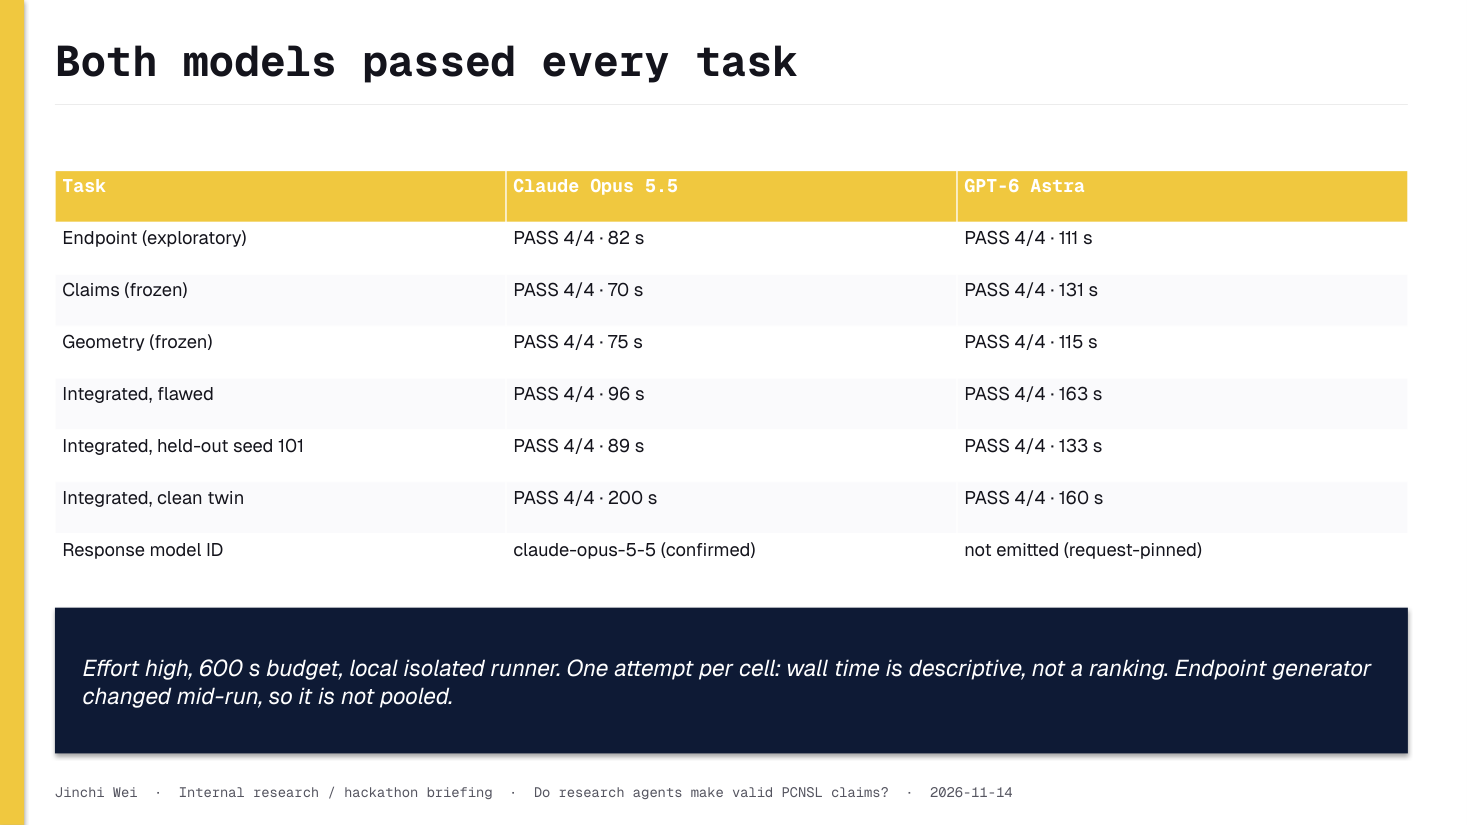 Both models passed every task
Task Claude Opus 5.5 GPT-6 Astra
Endpoint (exploratory) PASS 4/4 · 82 s PASS 4/4 · 111 s
Claims (frozen) PASS 4/4 · 70 s PASS 4/4 · 131 s
Geometry (frozen) PASS 4/4 · 75 s PASS 4/4 · 115 s
Integrated, flawed PASS 4/4 · 96 s PASS 4/4 · 163 s
Integrated, held-out seed 101 PASS 4/4 · 89 s PASS 4/4 · 133 s
Integrated, clean twin PASS 4/4 · 200 s PASS 4/4 · 160 s
Response model ID claude-opus-5-5 (confirmed) not emitted (request-pinned)
Effort high, 600 s budget, local isolated runner. One attempt per cell: wall time is descriptive, not a ranking. Endpoint generator
changed mid-run, so it is not pooled.
Jinchi Wei · Internal research / hackathon briefing · Do research agents make valid PCNSL claims? · 2026-11-14